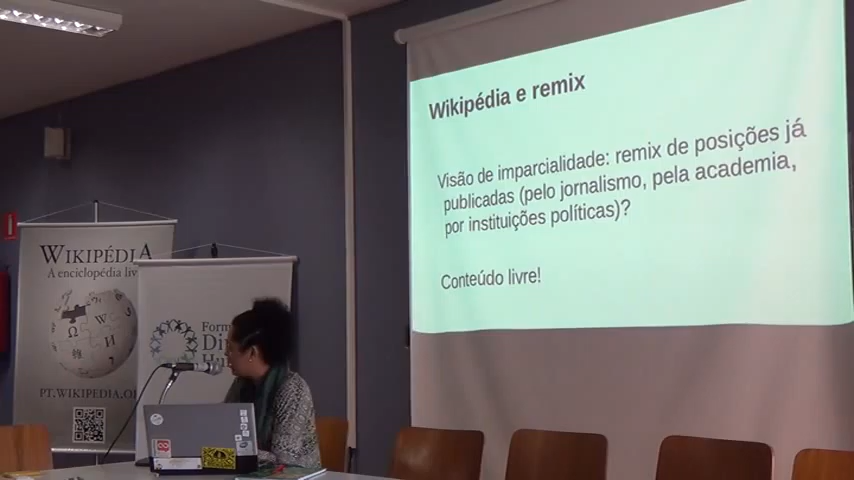 Wikipédia e remix
Visão de imparcialidade: remix de posições já
publicadas (pelo jornalismo, pela academia,
por instituições políticas)?
Conteúdo livre!
WIKIPÉDIA
A enciclopédia
PT.WIKIPEDIA.